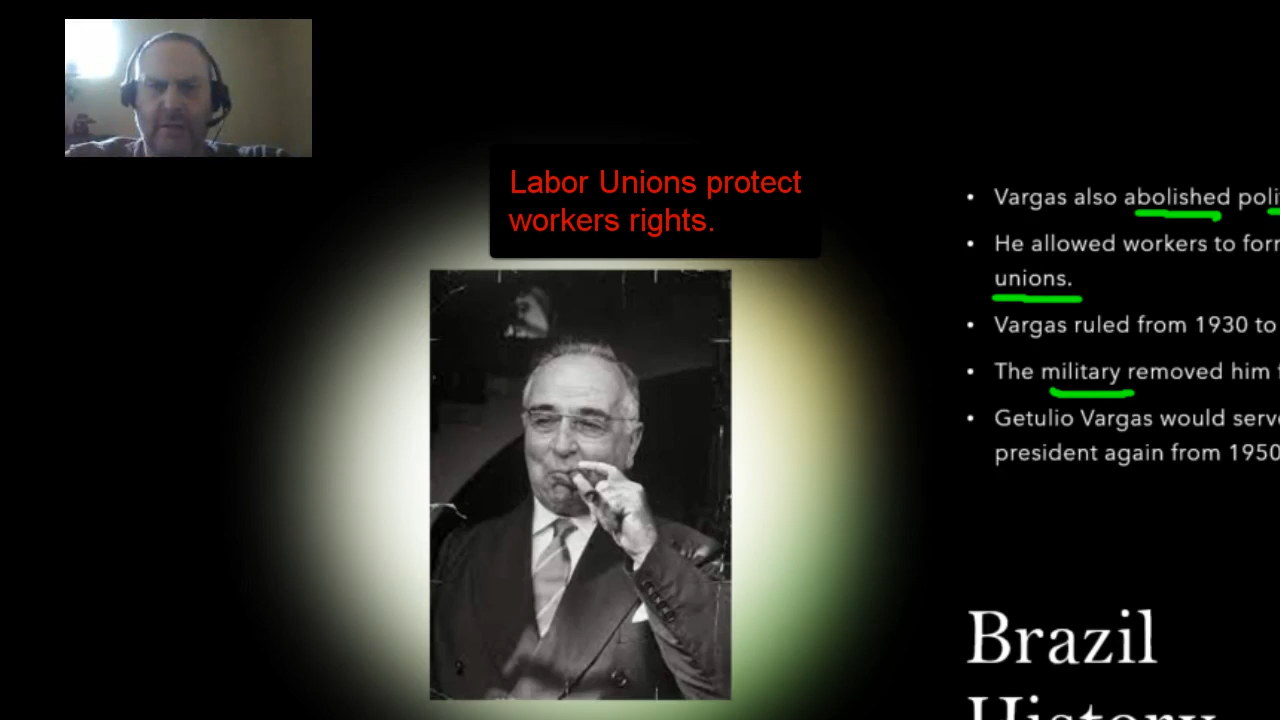 Labor Unions protect
workers rights.
• Vargas also abolished
• He allowed workers to
unions.
• Vargas ruled from 1930 to
• The military removed him
• Getulio Vargas would
president again from 1950
Brazil
History